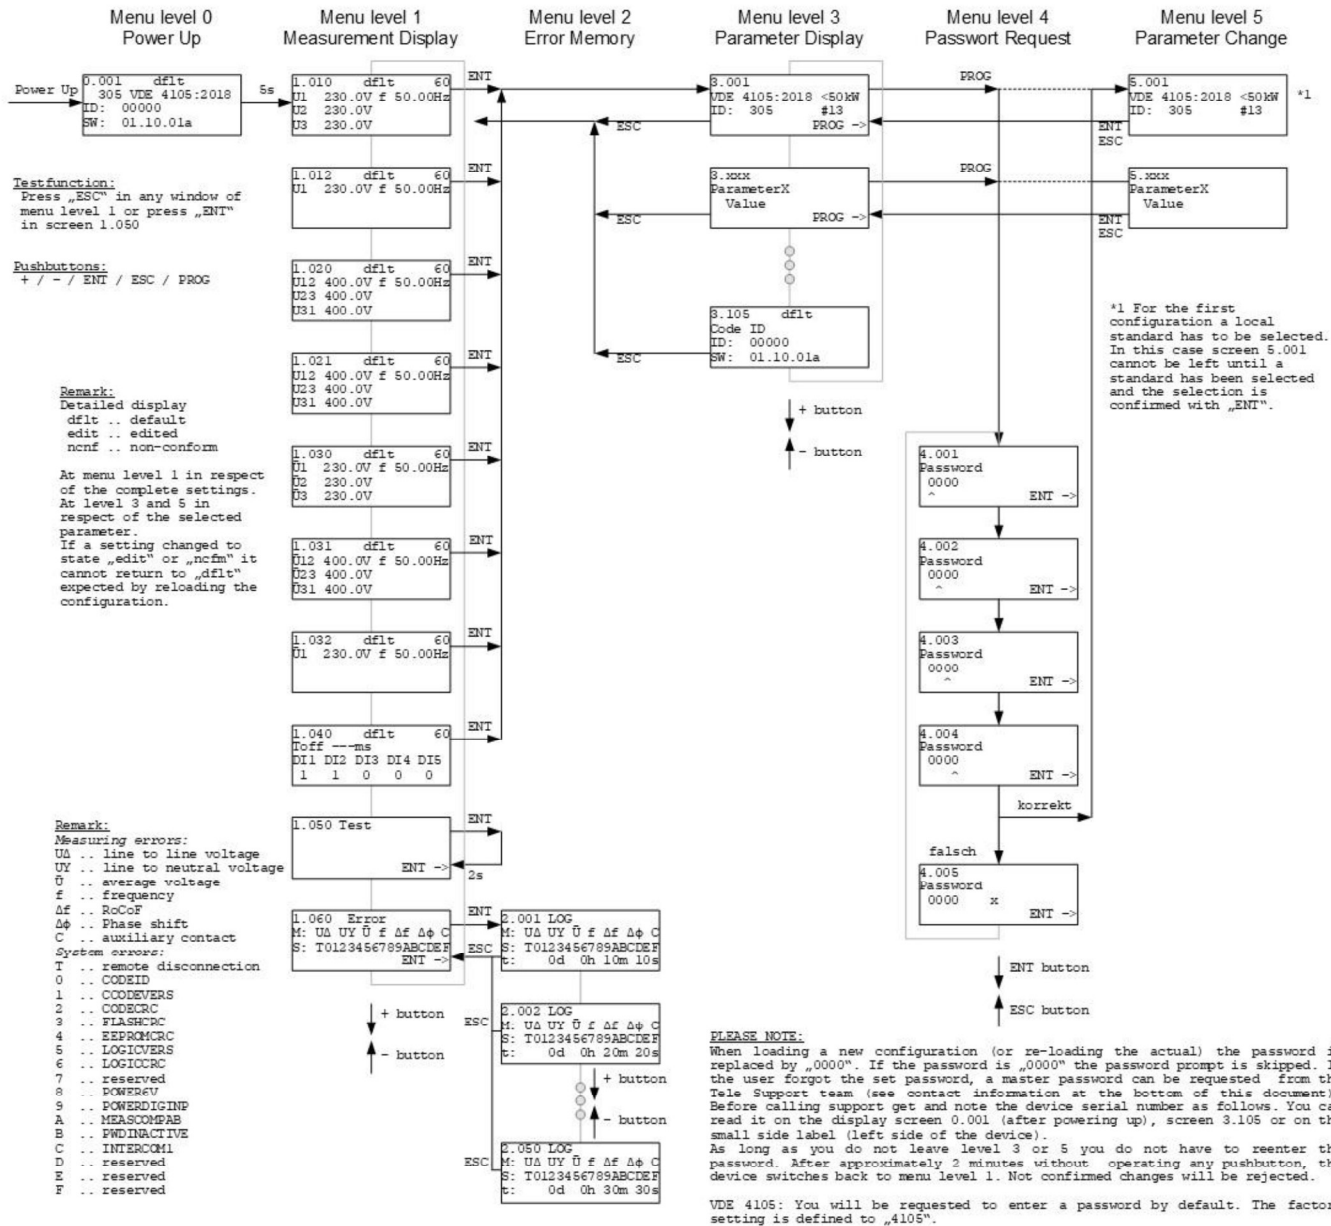 Menu level 0
Power Up
Menu level 1
Measurement Display
Menu level 2
Error Memory
Menu level 3
Parameter Display
Menu level 4
Passwort Request
Menu level 5
Parameter Change
Power Up
0.001 dflt
305 VDE 4105:2018
ID: 00000
SW: 01.10.01a
5s
1.010 dflt 60
U1 230.0V f 50.00Hz
U2 230.0V
U3 230.0V
ENT
ESC
3.001
VDE 4105:2018 <50kW
ID: 305 #13
PROG ->
PROG
5.001
VDE 4105:2018 <50kW
ID: 305 #13
*1
ENT
ESC
Testfunction:
Press „ESC“ in any window of
menu level 1 or press „ENT“
in screen 1.050
Pushbuttons:
+ / - / ENT / ESC / PROG
1.012 dflt 60
U1 230.0V f 50.00Hz
ENT
3.xxx
ParameterX
Value
PROG ->
ESC
PROG
5.xxx
ParameterX
Value
ENT
ESC
1.020 dflt 60
U12 400.0V f 50.00Hz
U23 400.0V
U31 400.0V
ENT
3.105 dflt
Code ID
ID: 00000
SW: 01.10.01a
ESC
+ button
- button
*1 For the first
configuration a local
standard has to be selected.
In this case screen 5.001
cannot be left until a
standard has been selected
and the selection is
confirmed with „ENT“.
1.021 dflt 60
U12 400.0V f 50.00Hz
U23 400.0V
U31 400.0V
ENT
Remark:
Detailed display
dflt .. default
edit .. edited
ncnf .. non-conform
At menu level 1 in respect
of the complete settings.
At level 3 and 5 in
respect of the selected
parameter.
If a setting changed to
state „edit“ or „ncfm“ it
cannot return to „dflt“
expected by reloading the
configuration.
1.030 dflt 60
Ū1 230.0V f 50.00Hz
Ū2 230.0V
Ū3 230.0V
ENT
1.031 dflt 60
Ū12 400.0V f 50.00Hz
Ū23 400.0V
Ū31 400.0V
ENT
1.032 dflt 60
Ū1 230.0V f 50.00Hz
ENT
1.040 dflt 60
Toff ---ms
DI1 DI2 DI3 DI4 DI5
1 1 0 0 0
ENT
4.001
Password
0000
^ ENT ->
4.002
Password
0000
^ ENT ->
4.003
Password
0000
^ ENT ->
4.004
Password
0000
^ ENT ->
korrekt
falsch
4.005
Password
0000 x
ENT ->
ENT button
ESC button
Remark:
Measuring errors:
UΔ .. line to line voltage
UY .. line to neutral voltage
Ū .. average voltage
f .. frequency
Δf .. RoCoF
Δϕ .. Phase shift
C .. auxiliary contact
System errors:
T .. remote disconnection
0 .. CODEID
1 .. CCODEVERS
2 .. CODECRC
3 .. FLASHCRC
4 .. EEPROMCRC
5 .. LOGICVERS
6 .. LOGICCRC
7 .. reserved
8 .. POWER6V
9 .. POWERDIGINP
A .. MEASCOMPAB
B .. PWDINACTIVE
C .. INTERCOM1
D .. reserved
E .. reserved
F .. reserved
1.050 Test
ENT ->
ENT
2s
1.060 Error
M: UΔ UY Ū f Δf Δϕ C
S: T0123456789ABCDEF
ENT ->
ENT
ESC
+ button
- button
2.001 LOG
M: UΔ UY Ū f Δf Δϕ C
S: T0123456789ABCDEF
t: 0d 0h 10m 10s
ESC
2.002 LOG
M: UΔ UY Ū f Δf Δϕ C
S: T0123456789ABCDEF
t: 0d 0h 20m 20s
+ button
- button
ESC
2.050 LOG
M: UΔ UY Ū f Δf Δϕ C
S: T0123456789ABCDEF
t: 0d 0h 30m 30s
PLEASE NOTE:
When loading a new configuration (or re-loading the actual) the password i
replaced by „0000“. If the password is „0000“ the password prompt is skipped. I
the user forgot the set password, a master password can be requested from th
Tele Support team (see contact information at the bottom of this document)
Before calling support get and note the device serial number as follows. You ca
read it on the display screen 0.001 (after powering up), screen 3.105 or on th
small side label (left side of the device).
As long as you do not leave level 3 or 5 you do not have to reenter th
password. After approximately 2 minutes without operating any pushbutton, th
device switches back to menu level 1. Not confirmed changes will be rejected.
VDE 4105: You will be requested to enter a password by default. The factor
setting is defined to „4105“.